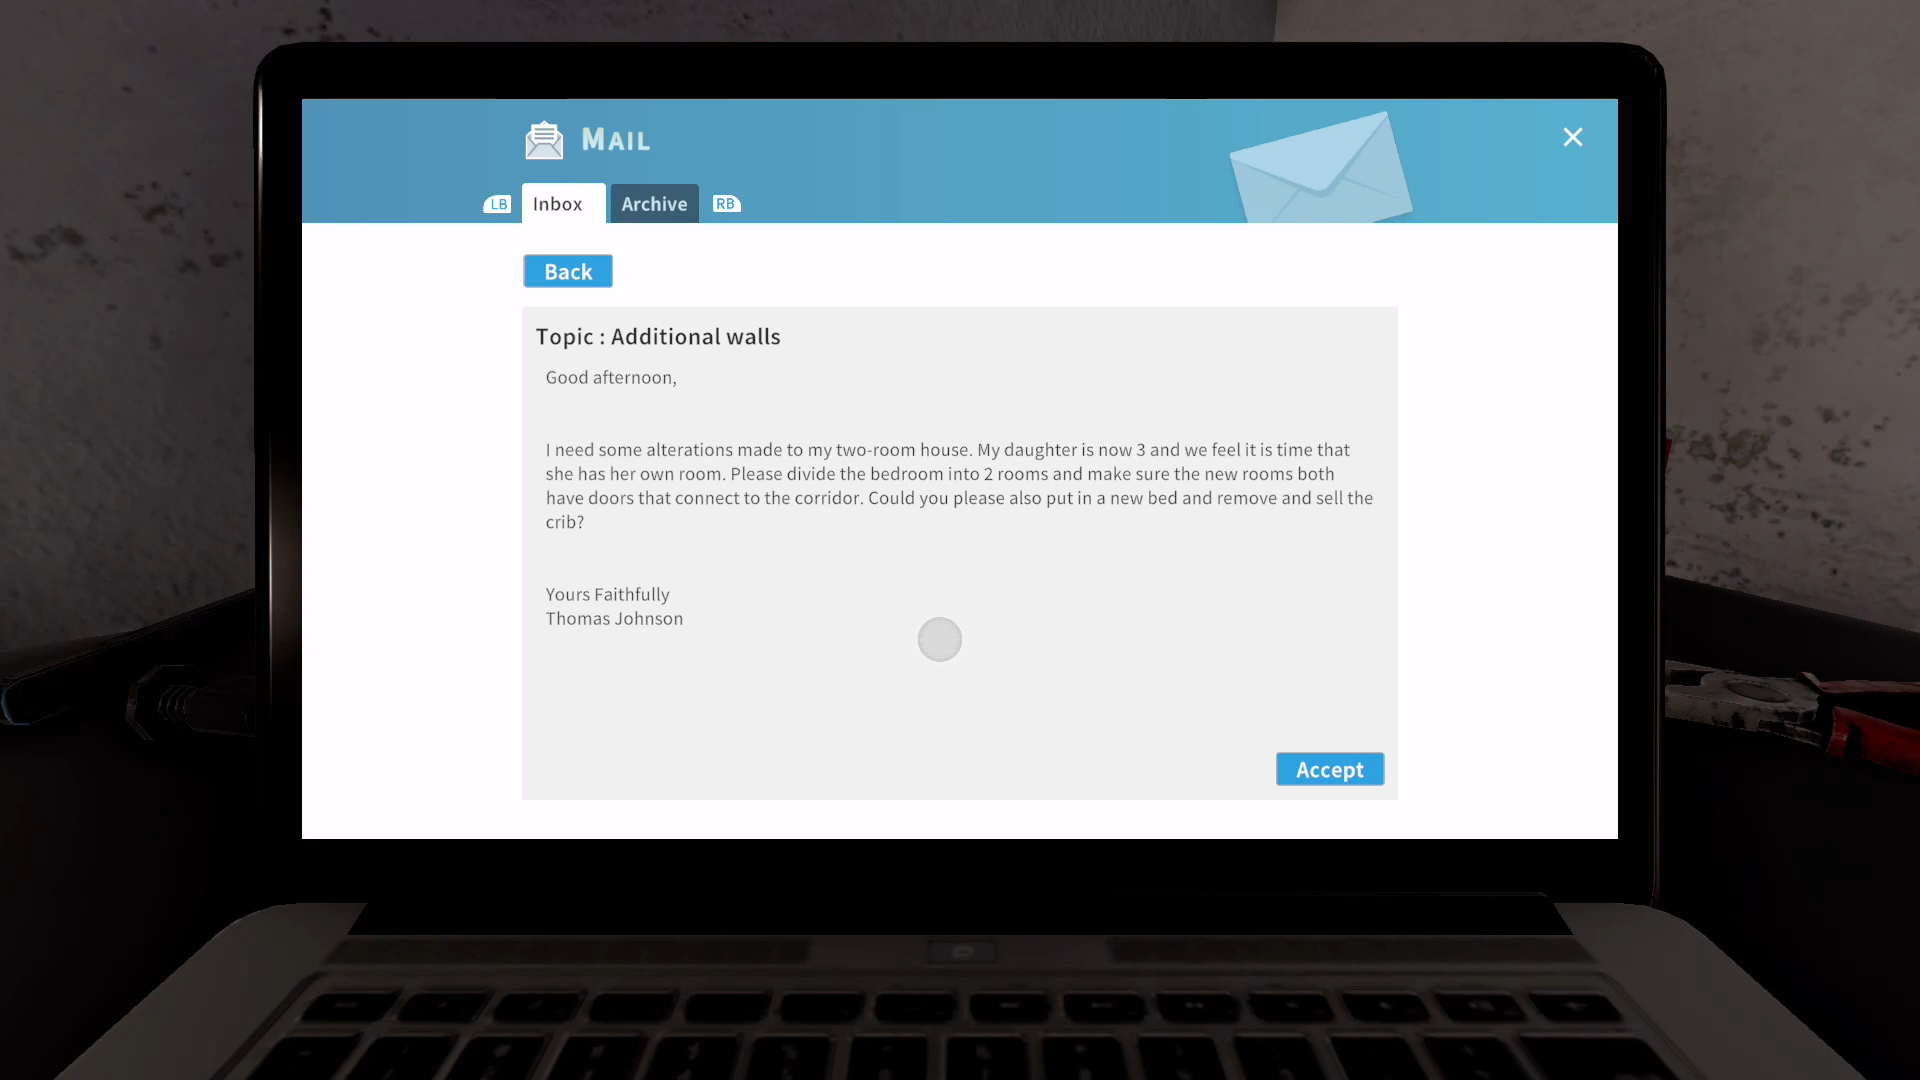 MAIL
LB Inbox Archive RB
Back
Topic : Additional walls
Good afternoon,
I need some alterations made to my two-room house. My daughter is now 3 and we feel it is time that
she has her own room. Please divide the bedroom into 2 rooms and make sure the new rooms both
have doors that connect to the corridor. Could you please also put in a new bed and remove and sell the
crib?
Yours Faithfully
Thomas Johnson
Accept